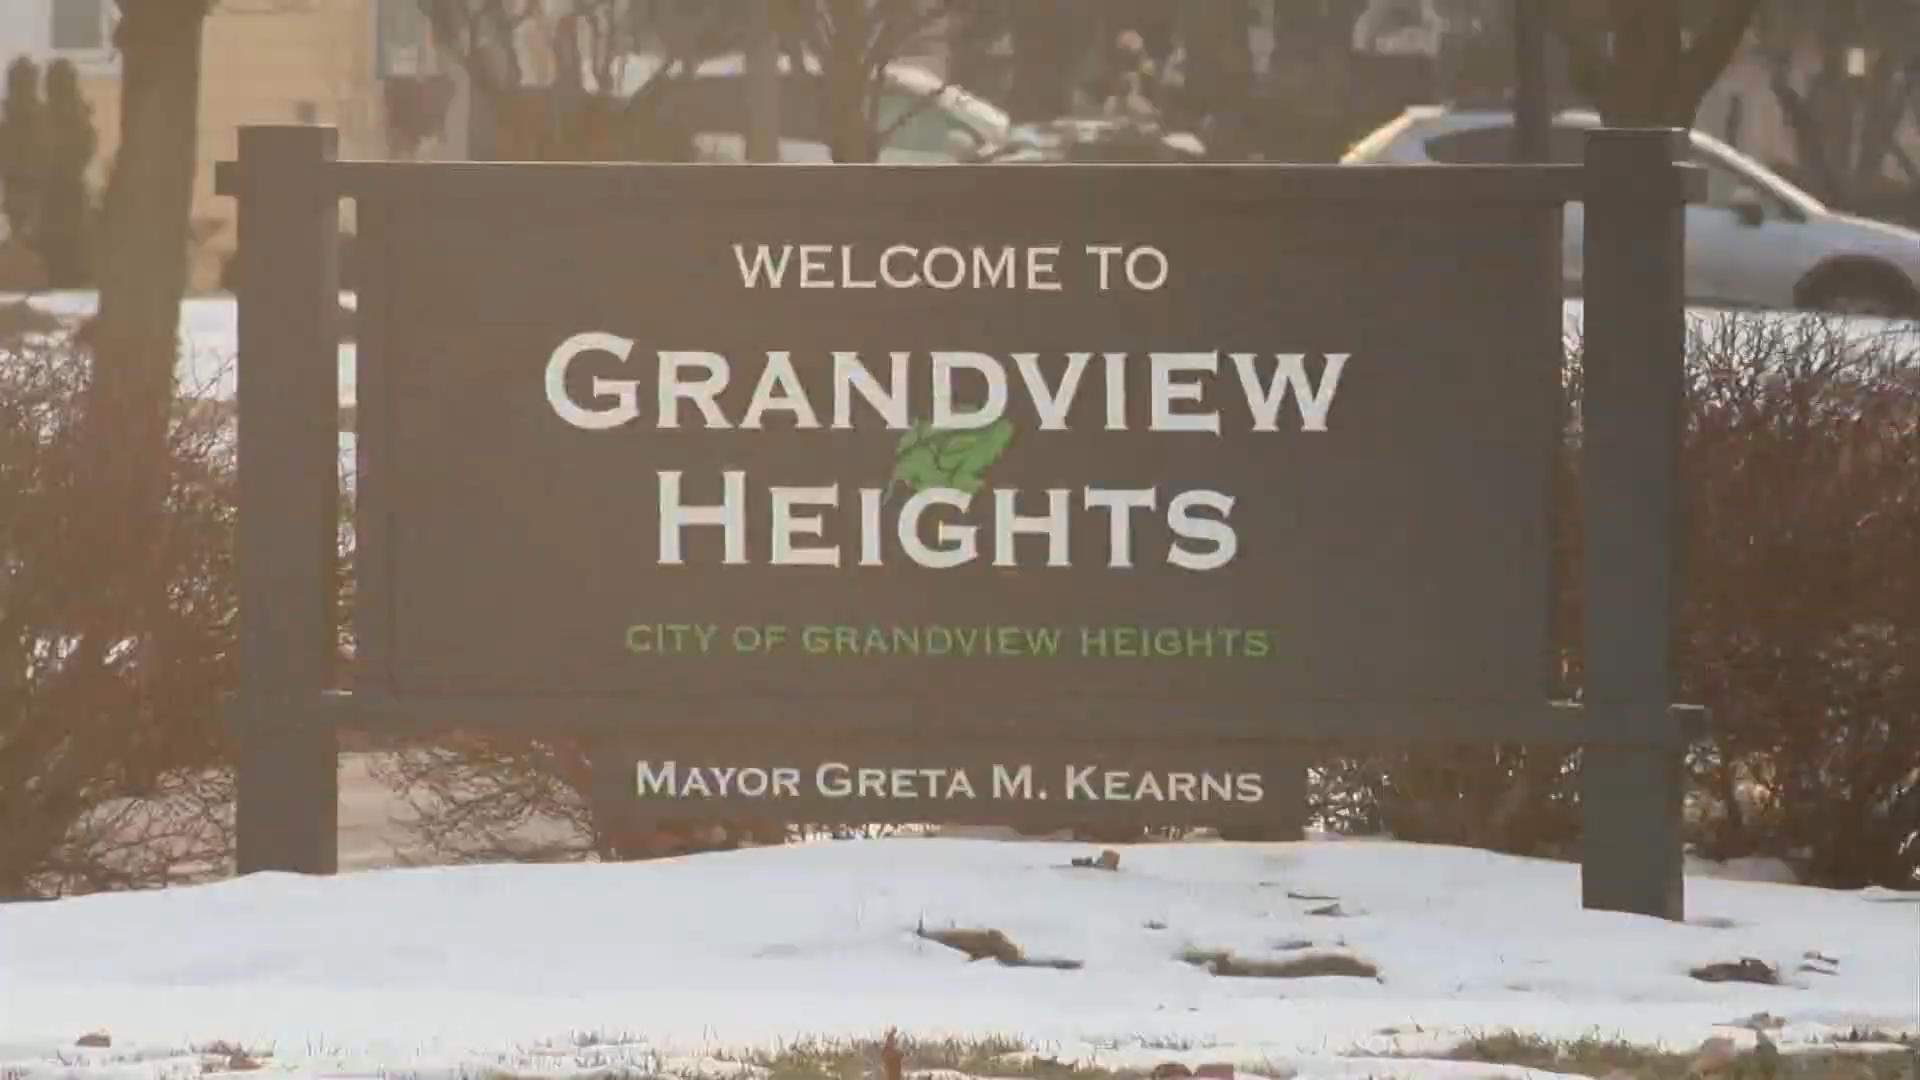 WELCOME TO
GRANDVIEW
HEIGHTS
CITY OF GRANDVIEW HEIGHTS
MAYOR GRETA M. KEARNS